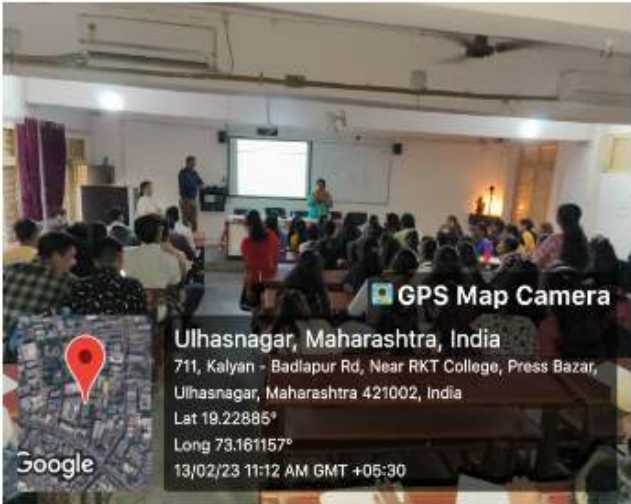 GPS Map Camera
Ulhasnagar, Maharashtra, India
711, Kalyan - Badlapur Rd, Near RKT College, Press Bazar,
Ulhasnagar, Maharashtra 421002, India
Lat 19.22885°
Long 73.161157°
13/02/23 11:12 AM GMT +05:30
Google